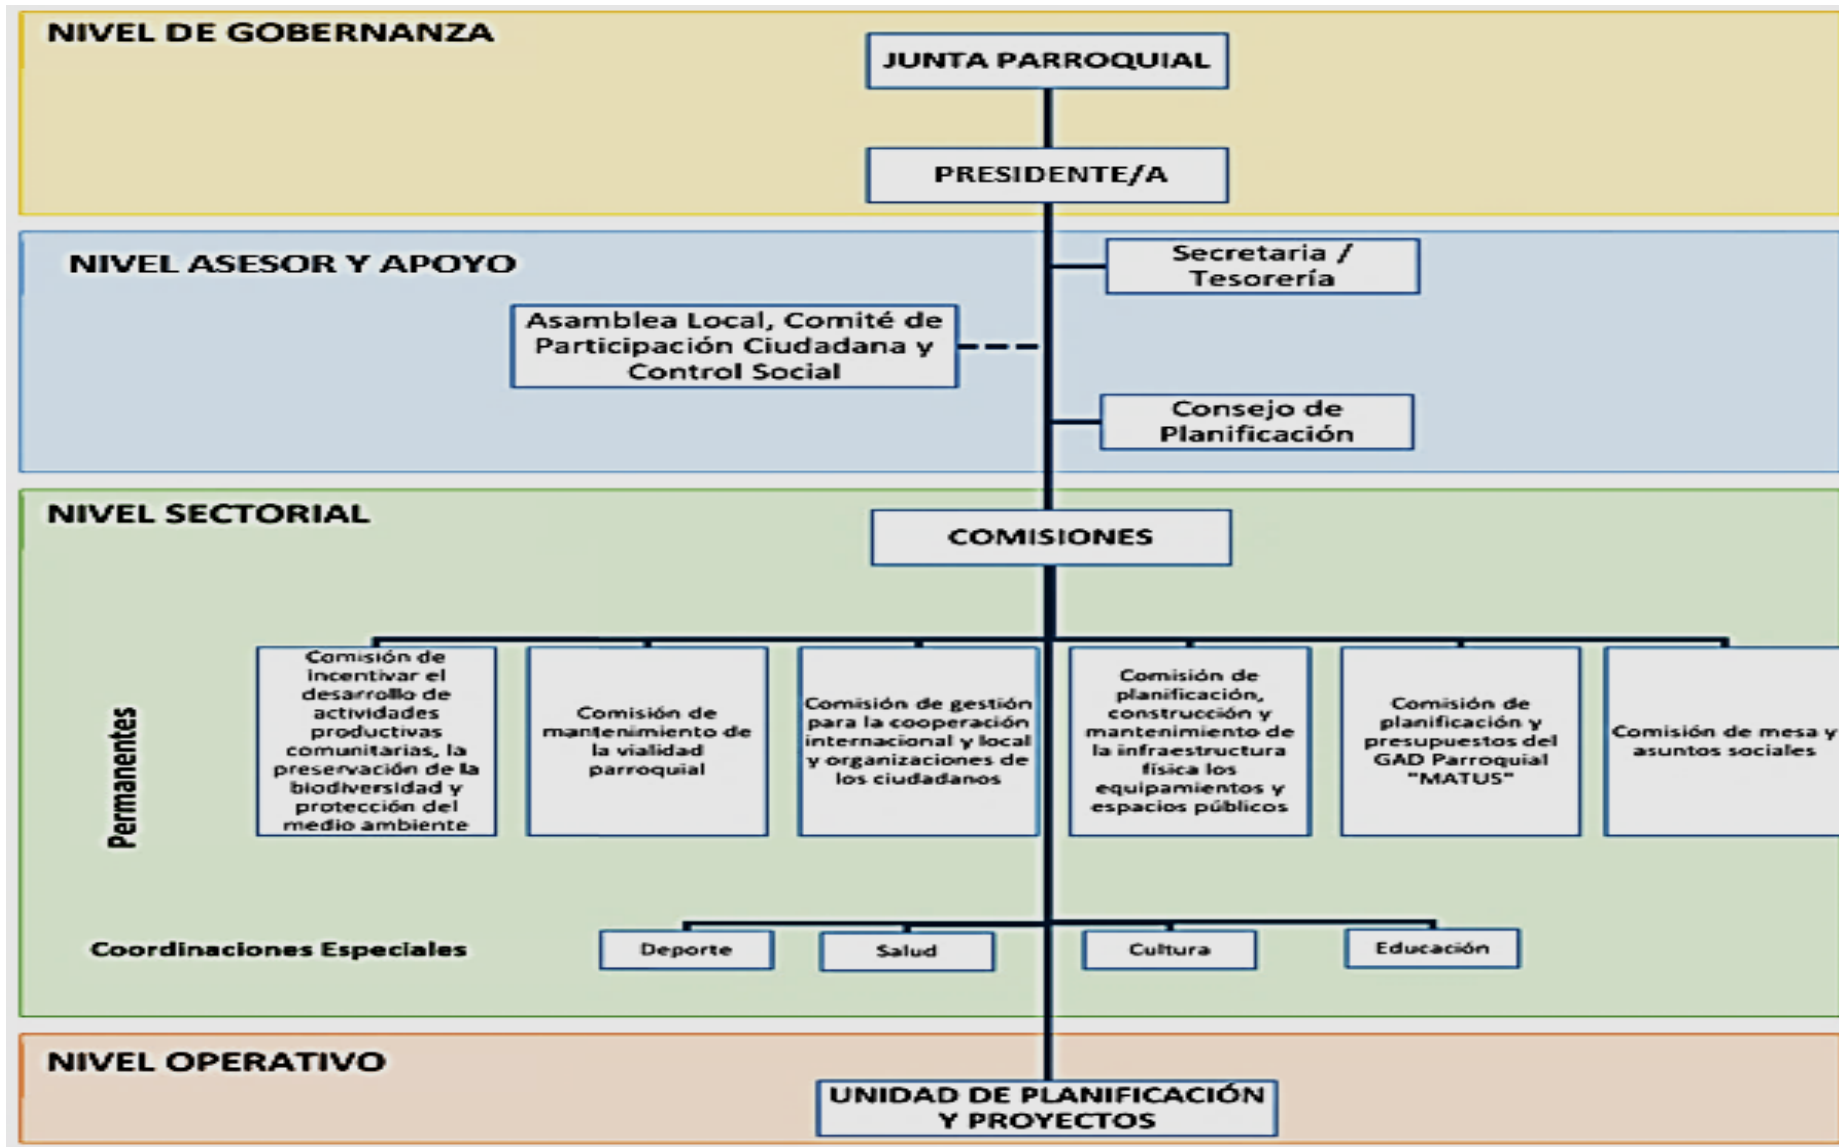 NIVEL DE GOBERNANZA
JUNTA PARROQUIAL
PRESIDENTE/A
NIVEL ASESOR Y APOYO
Secretaria /
Tesorería
Asamblea Local, Comité de
Participación Ciudadana y
Control Social
Consejo de
Planificación
NIVEL SECTORIAL
COMISIONES
Permanentes
Comisión de
incentivar el
desarrollo de
actividades
productivas
comunitarias, la
preservación de la
biodiversidad y
protección del
medio ambiente
Comisión de
mantenimiento de
la vialidad
parroquial
Comisión de gestión
para la cooperación
internacional y local
y organizaciones de
los ciudadanos
Comisión de
planificación,
construcción y
mantenimiento de
la infraestructura
física los
equipamientos y
espacios públicos
Comisión de
planificación y
presupuestos del
GAD Parroquial
"MATUS"
Comisión de mesa y
asuntos sociales
Coordinaciones Especiales
Deporte
Salud
Cultura
Educación
NIVEL OPERATIVO
UNIDAD DE PLANIFICACIÓN
Y PROYECTOS